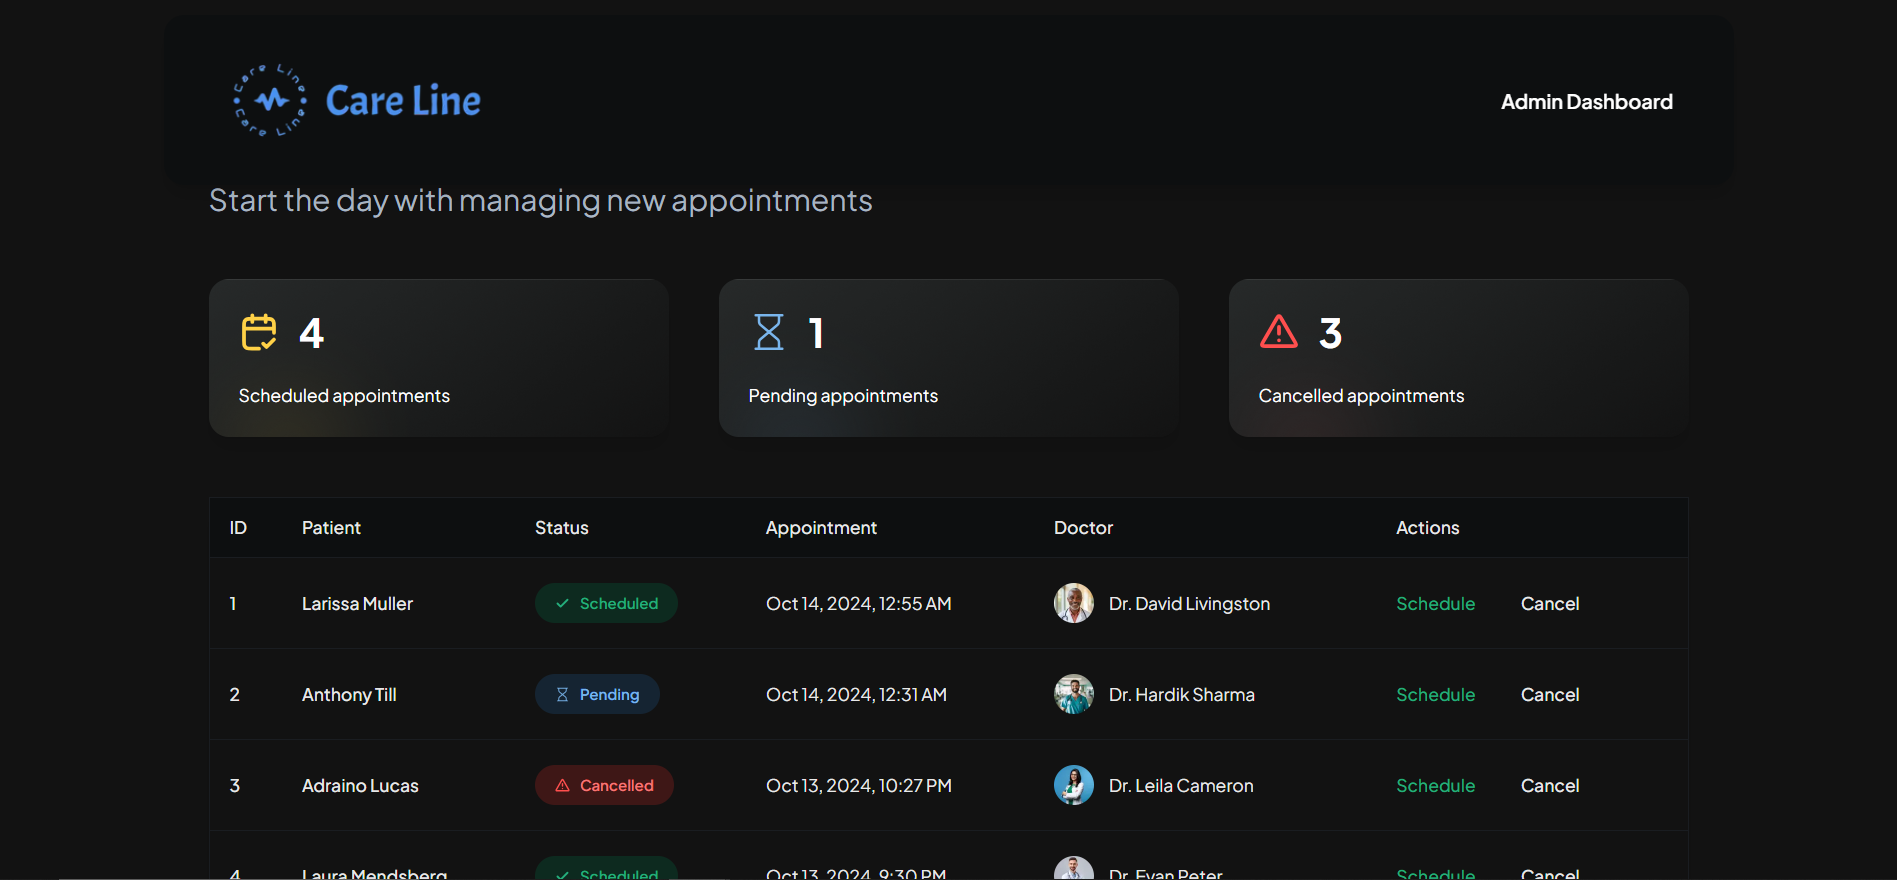 Care Line
Care Line
Care Line
Admin Dashboard
Start the day with managing new appointments
4
Scheduled appointments
1
Pending appointments
3
Cancelled appointments
ID Patient Status Appointment Doctor Actions
1 Larissa Muller Scheduled Oct 14, 2024, 12:55 AM Dr. David Livingston Schedule Cancel
2 Anthony Till Pending Oct 14, 2024, 12:31 AM Dr. Hardik Sharma Schedule Cancel
3 Adraino Lucas Cancelled Oct 13, 2024, 10:27 PM Dr. Leila Cameron Schedule Cancel
4 Laura Mendsberg Scheduled Oct 13, 2024, 9:30 PM Dr. Evan Peter Schedule Cancel